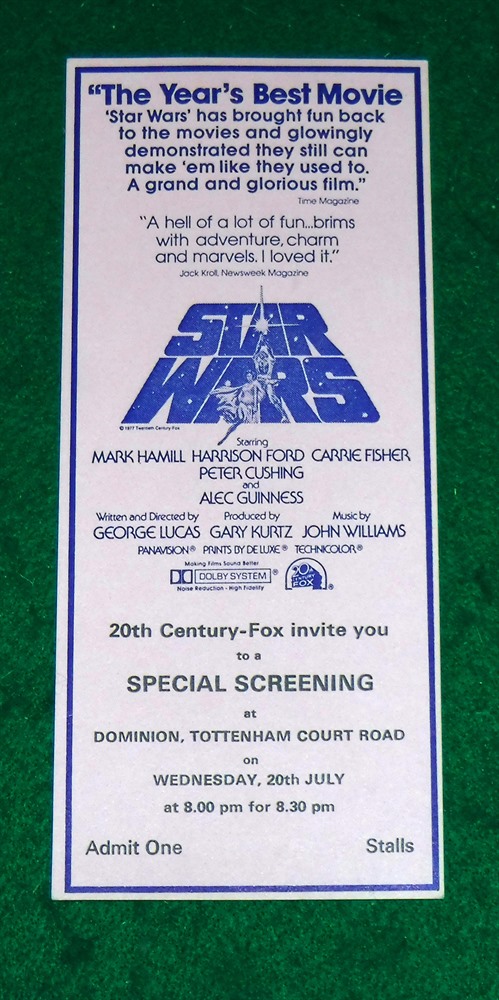 “The Year’s Best Movie
‘Star Wars’ has brought fun back
to the movies and glowingly
demonstrated they still can
make ‘em like they used to.
A grand and glorious film.”
Time Magazine
“A hell of a lot of fun...brims
with adventure, charm
and marvels. I loved it.”
Jack Kroll, Newsweek Magazine
STAR
WARS
© 1977 Twentieth Century-Fox
Starring
MARK HAMILL HARRISON FORD CARRIE FISHER
PETER CUSHING
and
ALEC GUINNESS
Written and Directed by Produced by Music by
GEORGE LUCAS GARY KURTZ JOHN WILLIAMS
PANAVISION® PRINTS BY DE LUXE® TECHNICOLOR®
Making Films Sound Better
DOLBY SYSTEM®
Noise Reduction - High Fidelity
20th CENTURY FOX ®
20th Century-Fox invite you
to a
SPECIAL SCREENING
at
DOMINION, TOTTENHAM COURT ROAD
on
WEDNESDAY, 20th JULY
at 8.00 pm for 8.30 pm
Admit One Stalls